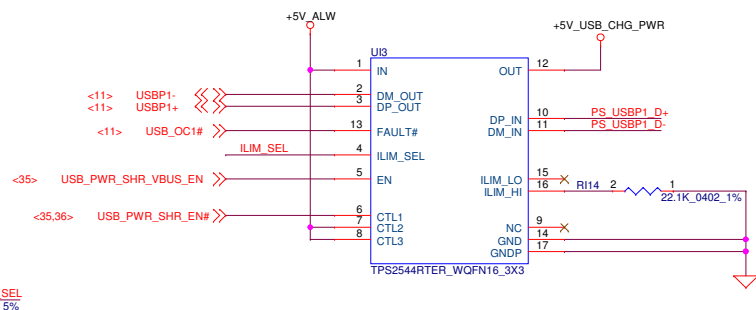 +5V_ALW
+5V_USB_CHG_PWR
UI3
1 IN OUT 12
<11> USBP1- 2 DM_OUT
<11> USBP1+ 3 DP_OUT
DP_IN 10 PS_USBP1_D+
<11> USB_OC1# 13 FAULT# DM_IN 11 PS_USBP1_D-
ILIM_SEL 4 ILIM_SEL
<35> USB_PWR_SHR_VBUS_EN 5 EN ILIM_LO 15
ILIM_HI 16 RI14 2 1
22.1K_0402_1%
<35,36> USB_PWR_SHR_EN# 6 CTL1
7 CTL2 NC 9
8 CTL3 GND 14
GNDP 17
TPS2544RTER_WQFN16_3X3
SEL
5%